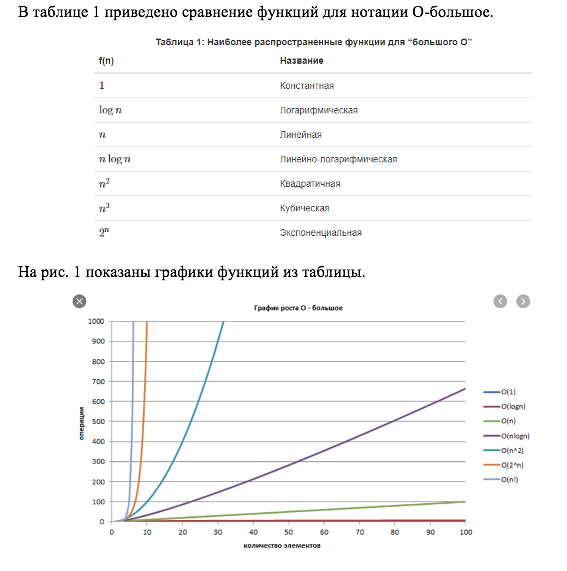 В таблице 1 приведено сравнение функций для нотации О-большое.
Таблица 1: Наиболее распространенные функции для “большого О”
f(n) Название
1 Константная
log n Логарифмическая
n Линейная
n log n Линейно-логарифмическая
n² Квадратичная
n³ Кубическая
2ⁿ Экспоненциальная
На рис. 1 показаны графики функций из таблицы.
График роста О - большое
1000
900
800
700
600
500
400
300
200
100
0
операции
0 10 20 30 40 50 60 70 80 90 100
количество элементов
O(1)
O(logn)
O(n)
O(nlogn)
O(n^2)
O(2^n)
O(n!)